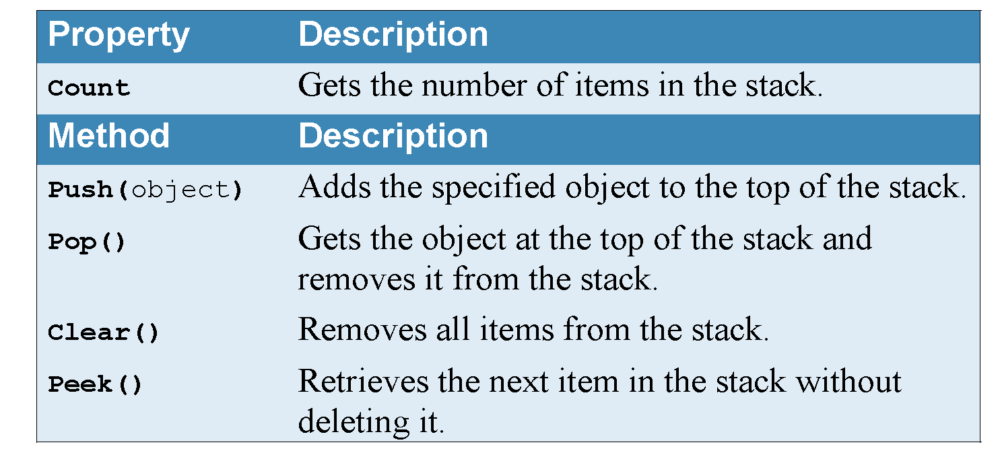 Property Description
Count Gets the number of items in the stack.
Method Description
Push(object) Adds the specified object to the top of the stack.
Pop() Gets the object at the top of the stack and
removes it from the stack.
Clear() Removes all items from the stack.
Peek() Retrieves the next item in the stack without
deleting it.